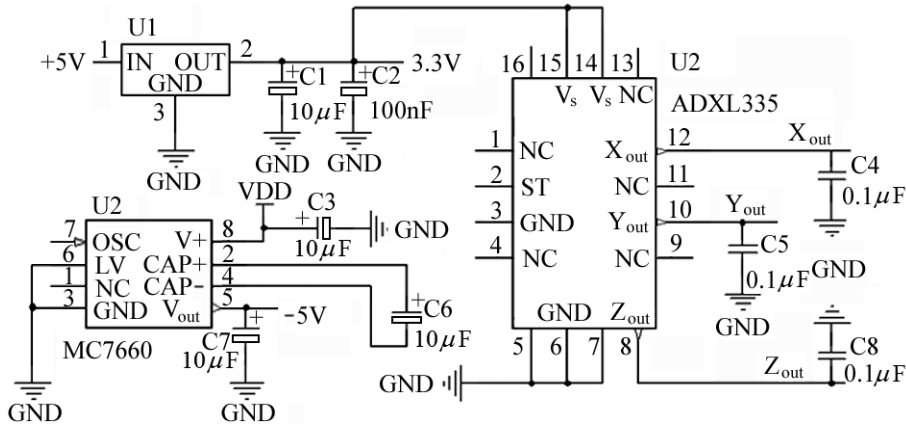 U1
+5V 1 IN OUT 2 3.3V
GND
3
GND
+ C1
10μF
GND
+ C2
100nF
GND
U2
ADXL335
16 15 14 13
Vs Vs NC
1 NC Xout 12 Xout
2 ST NC 11
3 GND Yout 10 Yout
4 NC NC 9
GND Zout
5 6 7 8
GND
C4
0.1μF
GND
C5
0.1μF
GND
C8
0.1μF
Zout
VDD
U2
7 OSC V+ 8
6 LV CAP+ 2
1 NC CAP− 4
3 GND Vout 5 −5V
MC7660
+ C3
10μF
GND
+ C6
10μF
+
C7
10μF
GND
GND